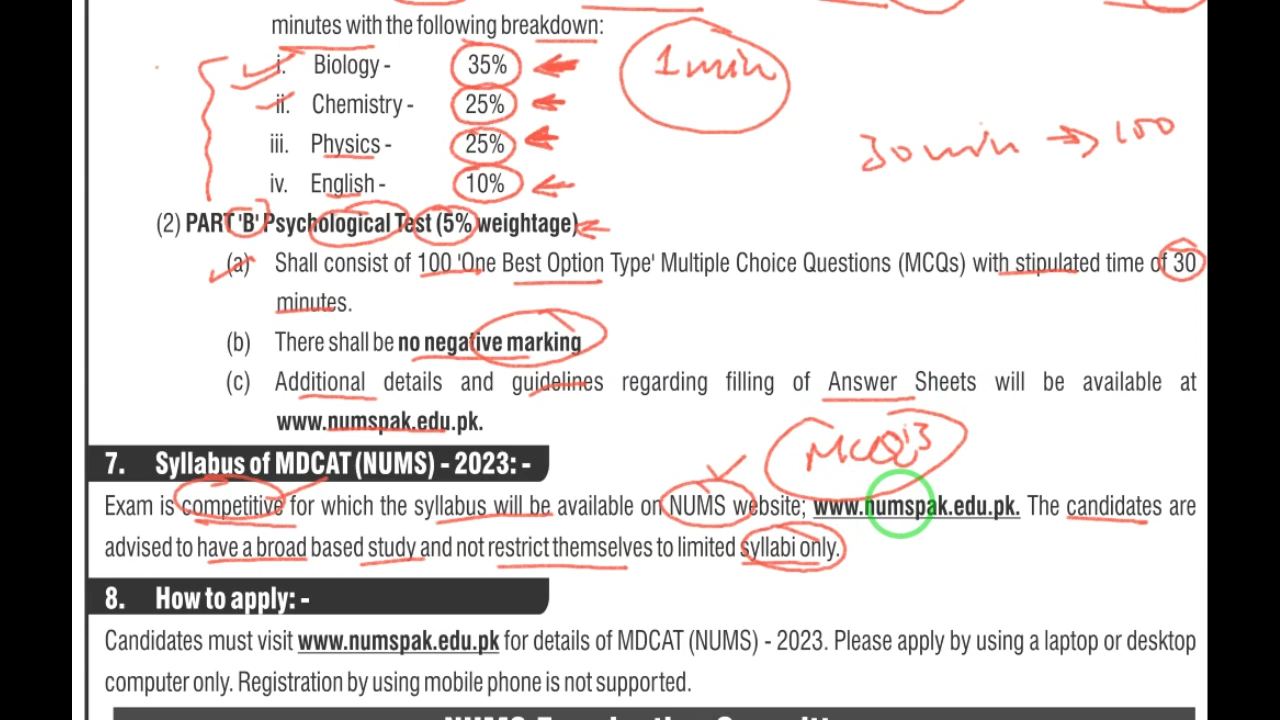 minutes with the following breakdown:
i. Biology - 35%
1 min
ii. Chemistry - 25%
30 min → 100
iii. Physics - 25%
iv. English - 10%
(2) PART 'B' Psychological Test (5% weightage)
(a) Shall consist of 100 'One Best Option Type' Multiple Choice Questions (MCQs) with stipulated time of 30
minutes.
(b) There shall be no negative marking
(c) Additional details and guidelines regarding filling of Answer Sheets will be available at
www.numspak.edu.pk.
MCQ's
7. Syllabus of MDCAT (NUMS) - 2023: -
Exam is competitive for which the syllabus will be available on NUMS website; www.numspak.edu.pk. The candidates are
advised to have a broad based study and not restrict themselves to limited syllabi only.
8. How to apply: -
Candidates must visit www.numspak.edu.pk for details of MDCAT (NUMS) - 2023. Please apply by using a laptop or desktop
computer only. Registration by using mobile phone is not supported.